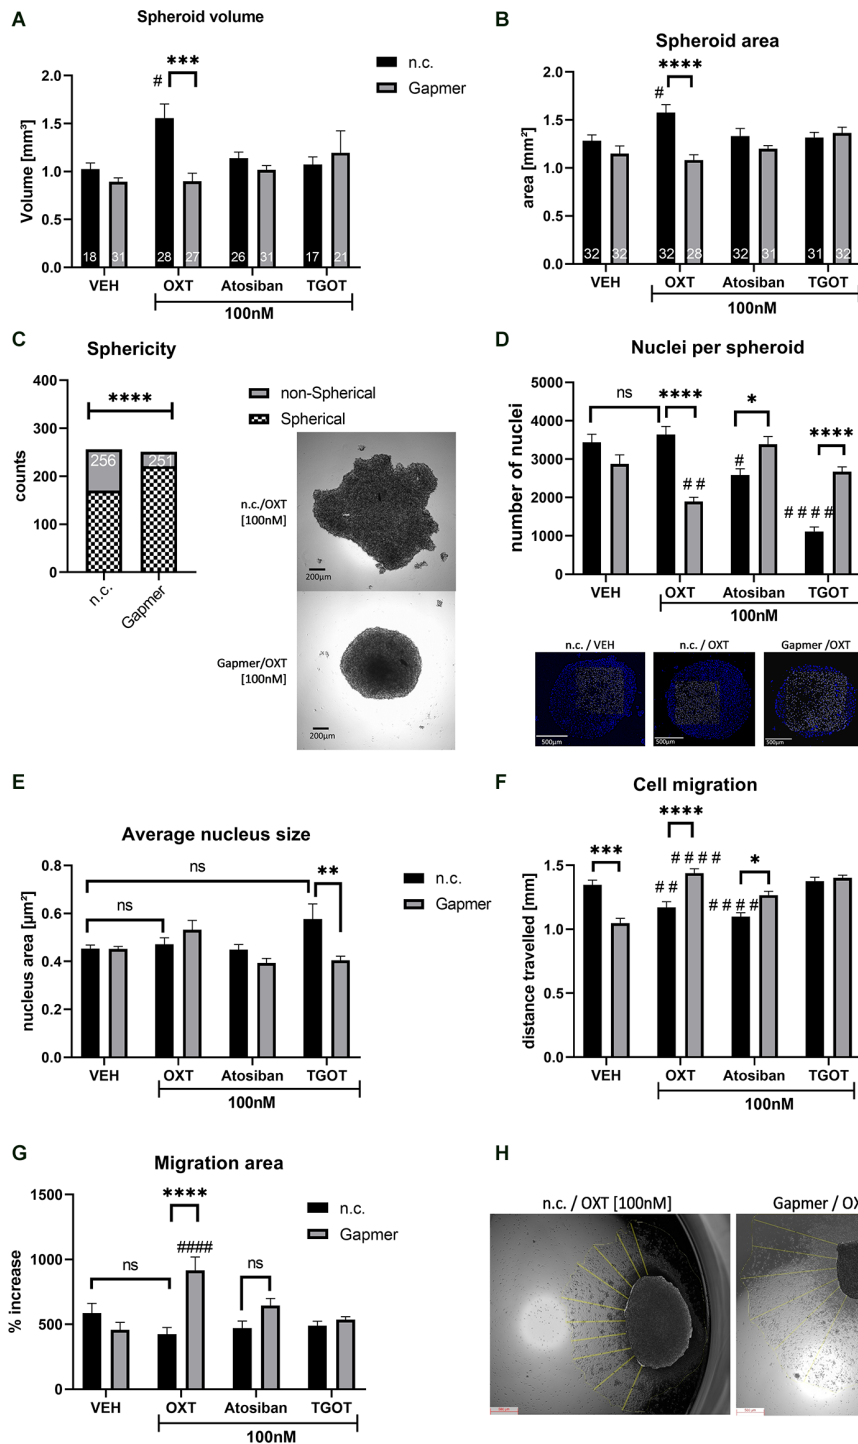 A
Spheroid volume
***
#
n.c.
Gapmer
Volume [mm³]
2.0
1.5
1.0
0.5
0.0
18
31
28
27
26
31
17
21
VEH
OXT
Atosiban
TGOT
100nM
B
Spheroid area
****
#
area [mm²]
2.0
1.5
1.0
0.5
0.0
32
32
32
28
32
31
31
32
VEH
OXT
Atosiban
TGOT
100nM
C
Sphericity
****
non-Spherical
Spherical
counts
400
300
200
100
0
256
251
n.c.
Gapmer
n.c./OXT
[100nM]
200µm
Gapmer/OXT
[100nM]
200µm
D
Nuclei per spheroid
ns
****
*
****
##
#
####
number of nuclei
5000
4000
3000
2000
1000
0
VEH
OXT
Atosiban
TGOT
100nM
n.c. / VEH
n.c. / OXT
Gapmer /OXT
500µm
500µm
500µm
E
Average nucleus size
ns
ns
**
n.c.
Gapmer
nucleus area [µm²]
0.8
0.6
0.4
0.2
0.0
VEH
OXT
Atosiban
TGOT
100nM
F
Cell migration
***
****
*
##
####
####
distance travelled [mm]
1.5
1.0
0.5
0.0
VEH
OXT
Atosiban
TGOT
100nM
G
Migration area
****
ns
####
ns
n.c.
Gapmer
% increase
1500
1000
500
0
VEH
OXT
Atosiban
TGOT
100nM
H
n.c. / OXT [100nM]
Gapmer / OX